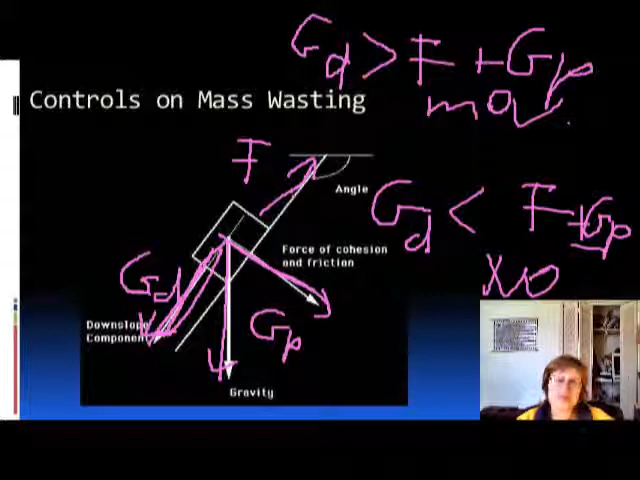 Gd > F + Gp
mov
Controls on Mass Wasting
F
Angle
Gd < F + Gp
Force of cohesion
and friction
Gd
NO
Downslope
Component
Gp
Gravity